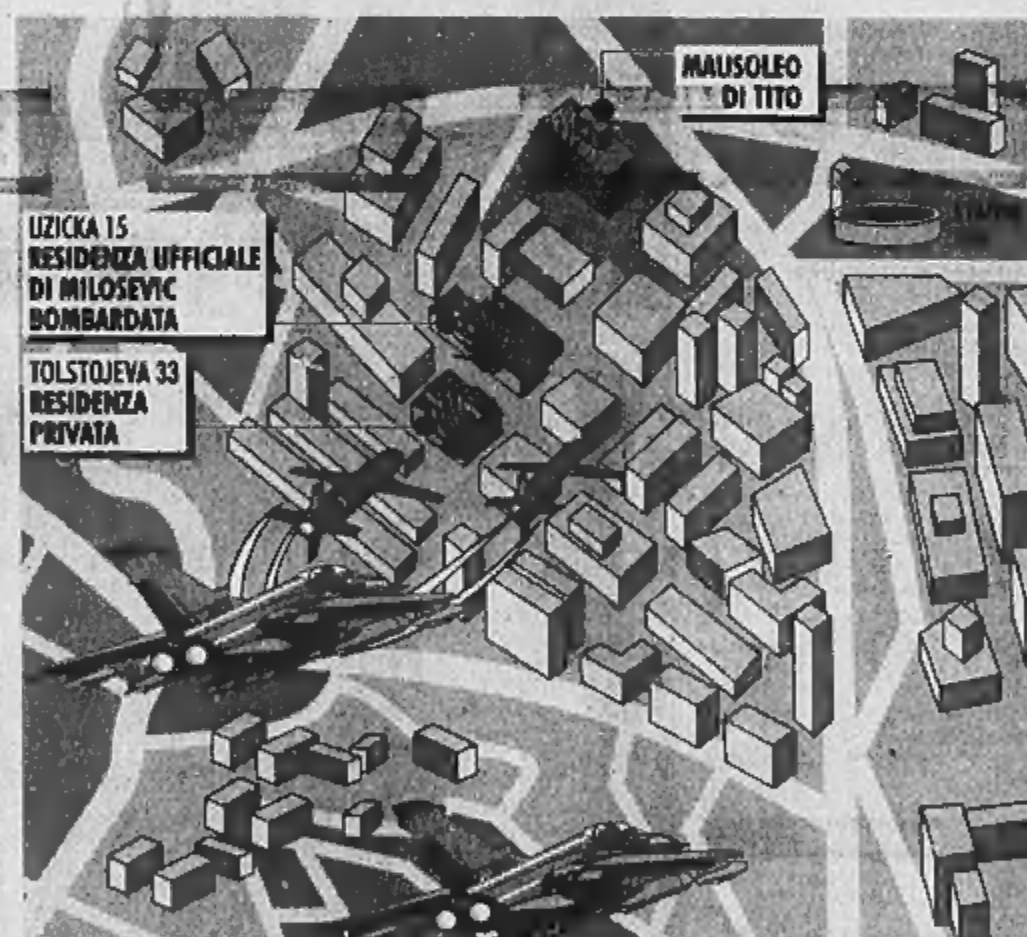 MAUSOLEO
DI TITO
UZICKA 15
RESIDENZA UFFICIALE
DI MILOSEVIC
BOMBARDATA
TOLSTOJEVA 33
RESIDENZA
PRIVATA